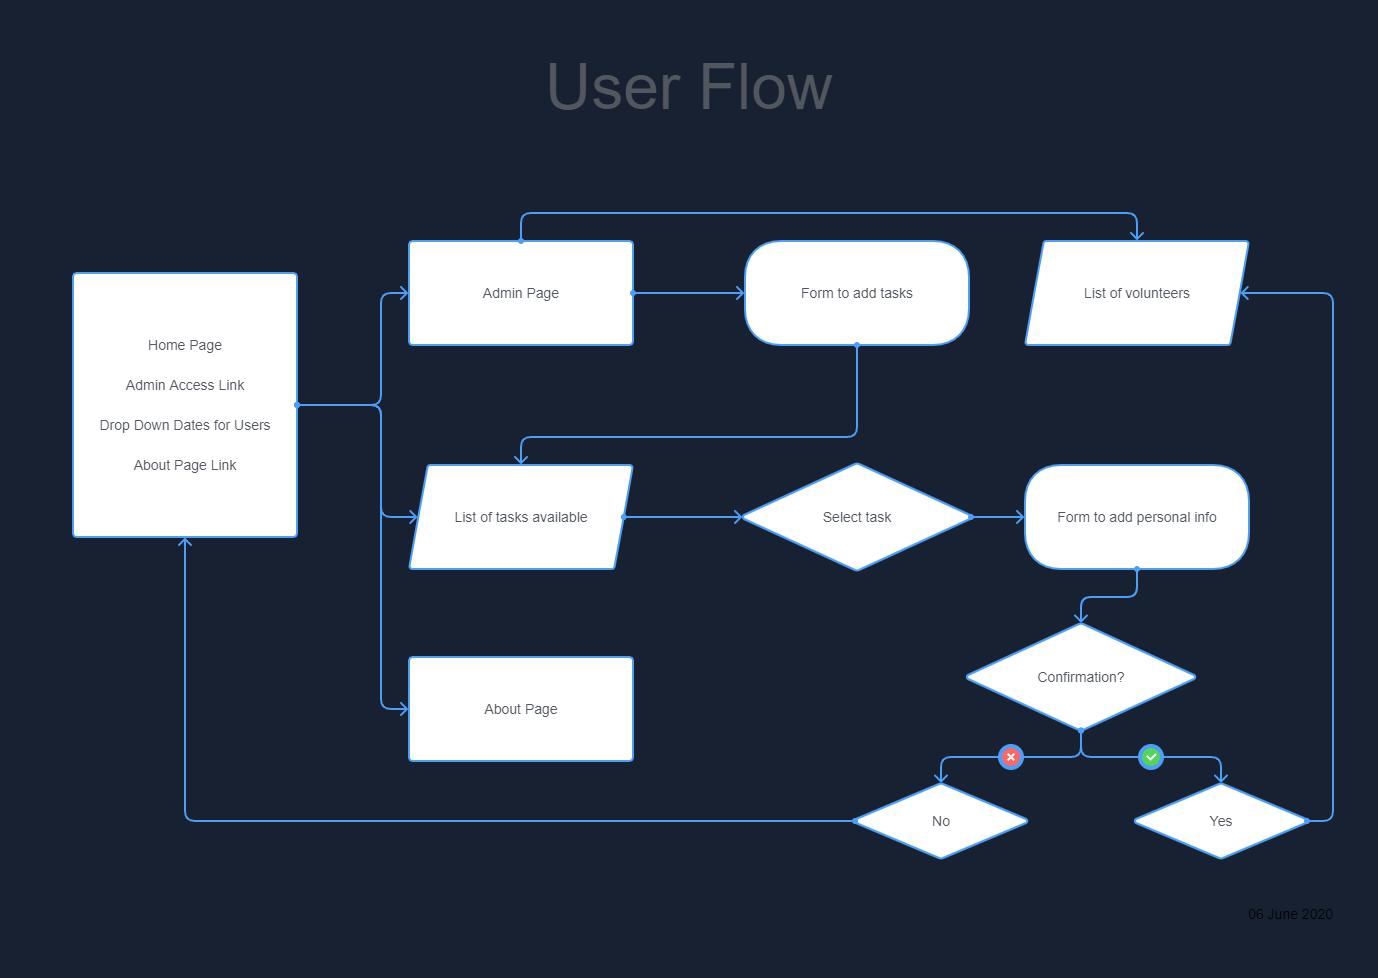 User Flow
Home Page
Admin Access Link
Drop Down Dates for Users
About Page Link
Admin Page
Form to add tasks
List of volunteers
List of tasks available
Select task
Form to add personal info
About Page
Confirmation?
No
Yes
06 June 2020